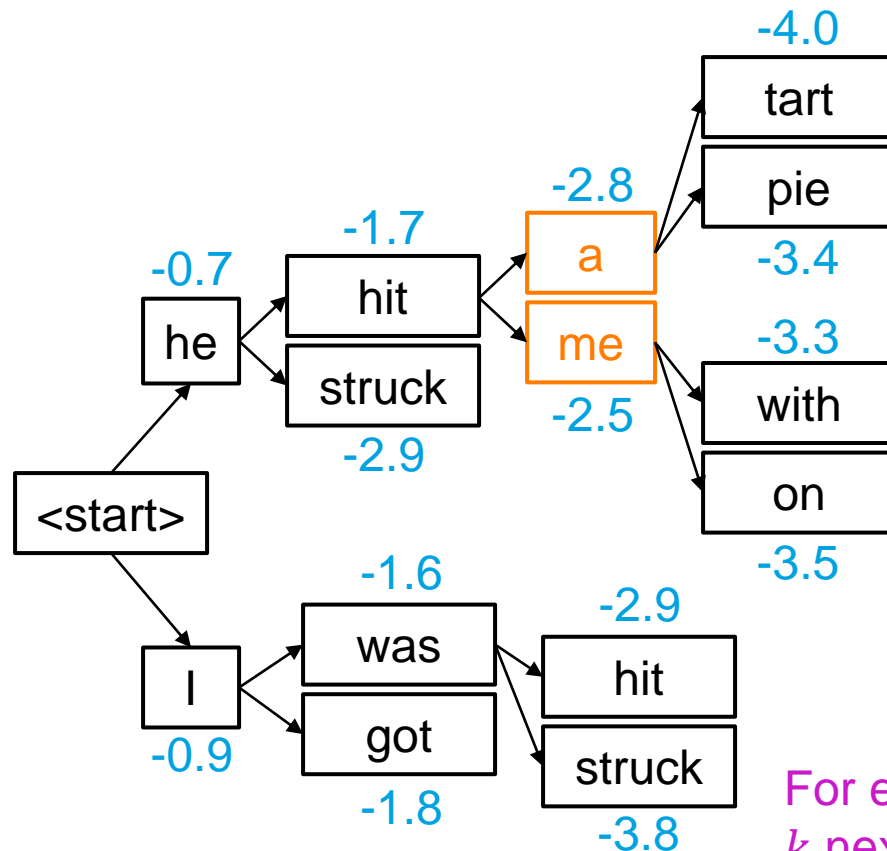 -4.0
tart
pie
-3.4
-2.8
a
me
-2.5
-1.7
hit
struck
-2.9
-0.7
he
-3.3
with
on
-3.5
<start>
-1.6
was
got
-1.8
-2.9
hit
struck
-3.8
I
-0.9
For e
k nex